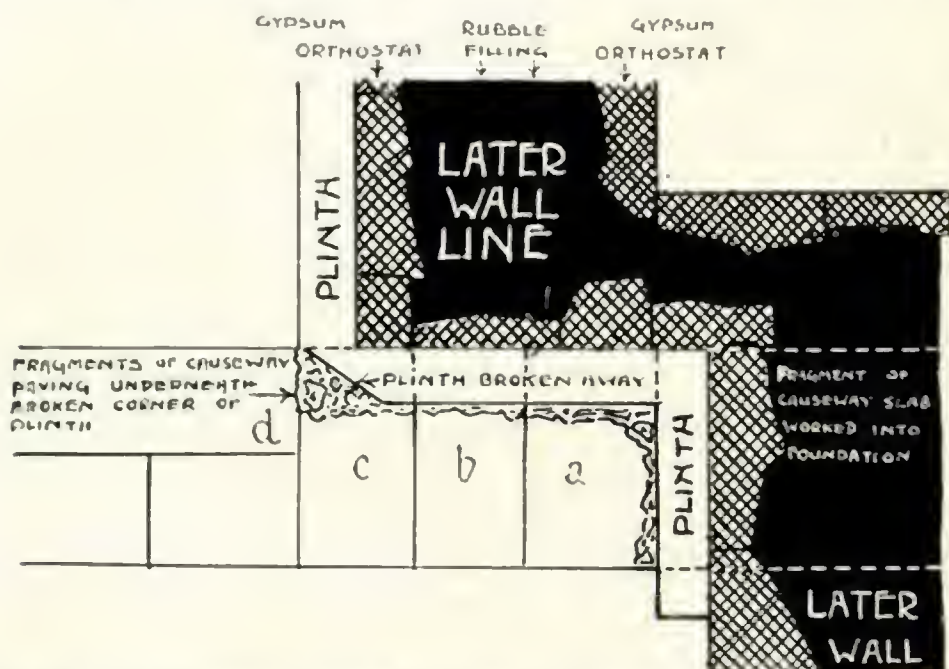 GYPSUM
ORTHOSTAT
RUBBLE
FILLING
GYPSUM
ORTHOSTAT
LATER
WALL
LINE
PLINTH
FRAGMENTS OF CAUSEWAY
PAVING UNDERNEATH
BROKEN CORNER OF
PLINTH
PLINTH BROKEN AWAY
FRAGMENT OF
CAUSEWAY SLAB
WORKED INTO
FOUNDATION
d
c
b
a
PLINTH
LATER
WALL